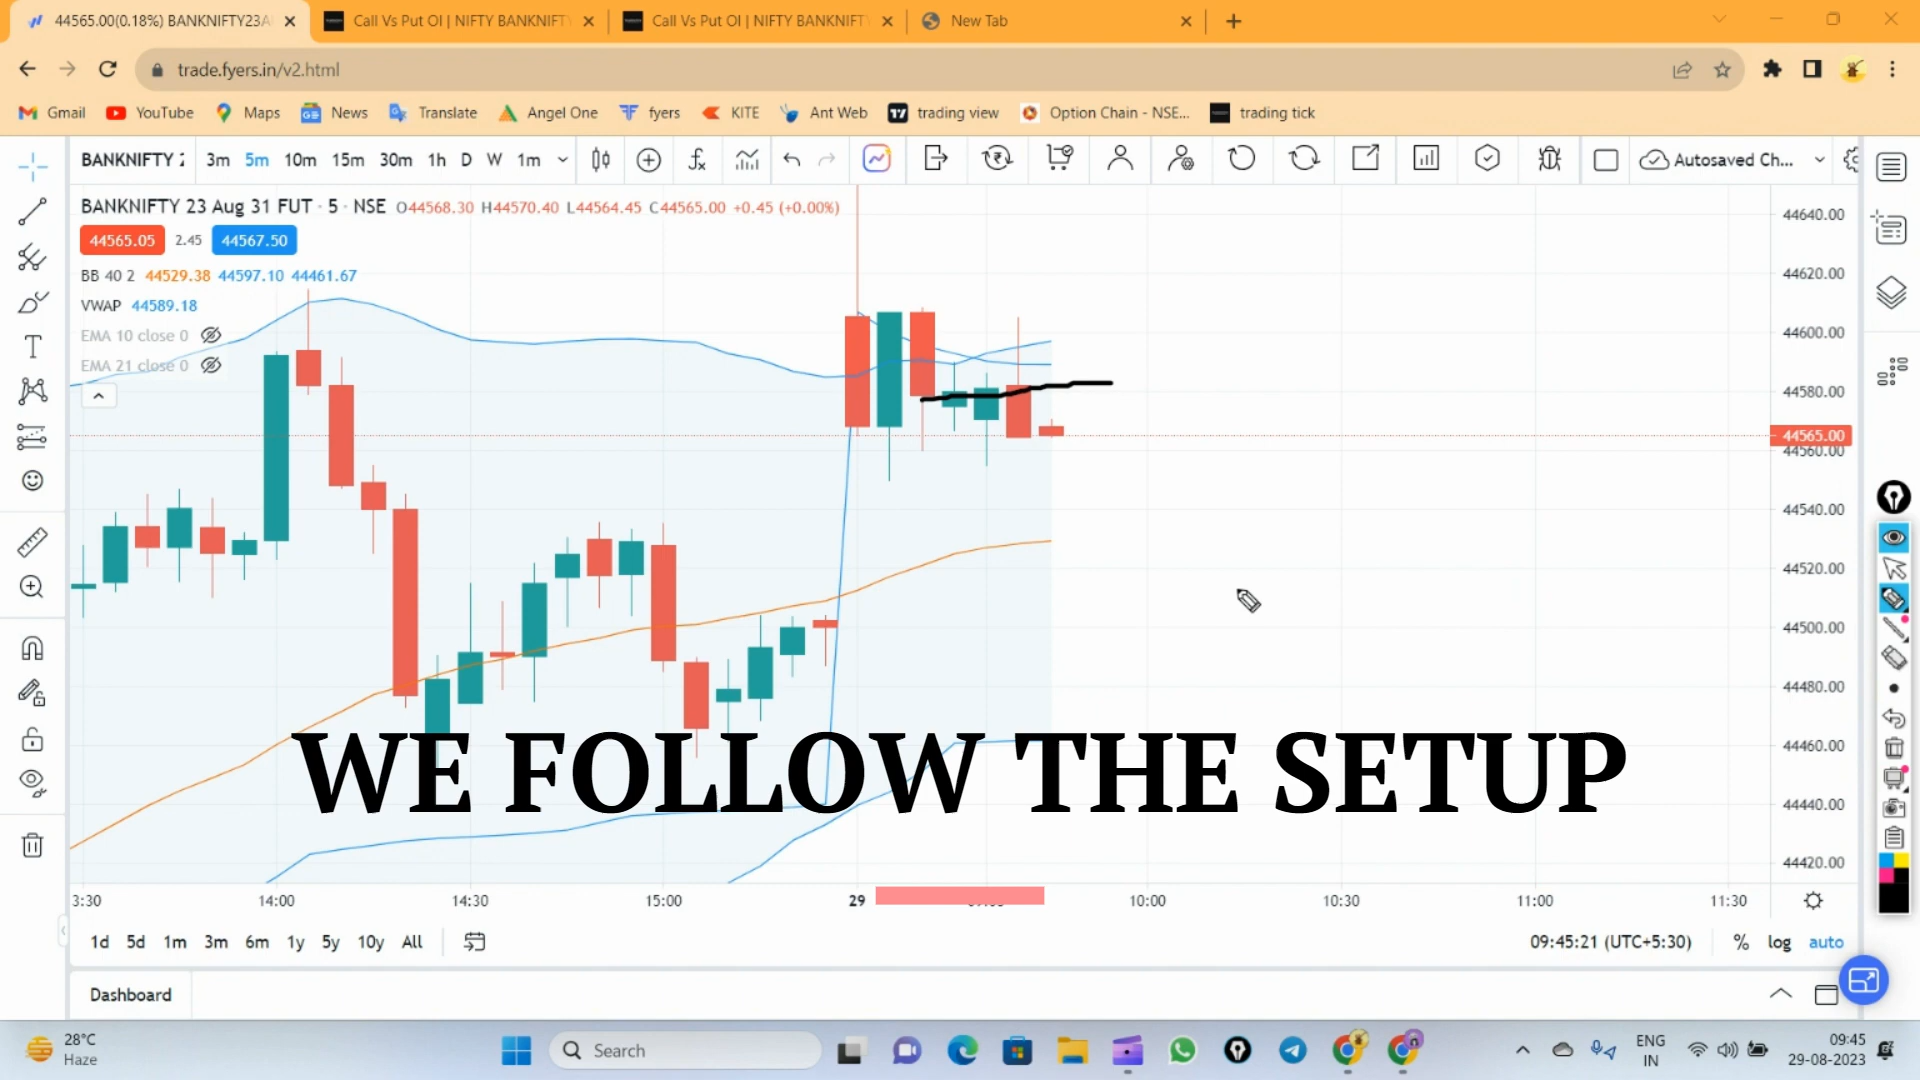 44565.00(0.18%) BANKNIFTY23A
Call Vs Put OI | NIFTY BANKNIFTY
Call Vs Put OI | NIFTY BANKNIFT
New Tab
trade.fyers.in/v2.html
Gmail
YouTube
Maps
News
Translate
Angel One
fyers
KITE
Ant Web
trading view
Option Chain - NSE...
trading tick
BANKNIFTY 2 3m 5m 10m 15m 30m 1h D W 1m
Autosaved Ch...
BANKNIFTY 23 Aug 31 FUT · 5 · NSE O44568.30 H44570.40 L44564.45 C44565.00 +0.45 (+0.00%)
44565.05 2.45 44567.50
BB 40 2 44529.38 44597.10 44461.67
VWAP 44589.18
EMA 10 close 0
EMA 21 close 0
44640.00
44620.00
44600.00
44580.00
44565.00
44560.00
44540.00
44520.00
44500.00
44480.00
44460.00
44440.00
44420.00
WE FOLLOW THE SETUP
3:30 14:00 14:30 15:00 29 10:00 10:30 11:00 11:30
1d 5d 1m 3m 6m 1y 5y 10y All
09:45:21 (UTC+5:30) % log auto
Dashboard
28°C
Haze
Search
ENG
IN
09:45
29-08-2023